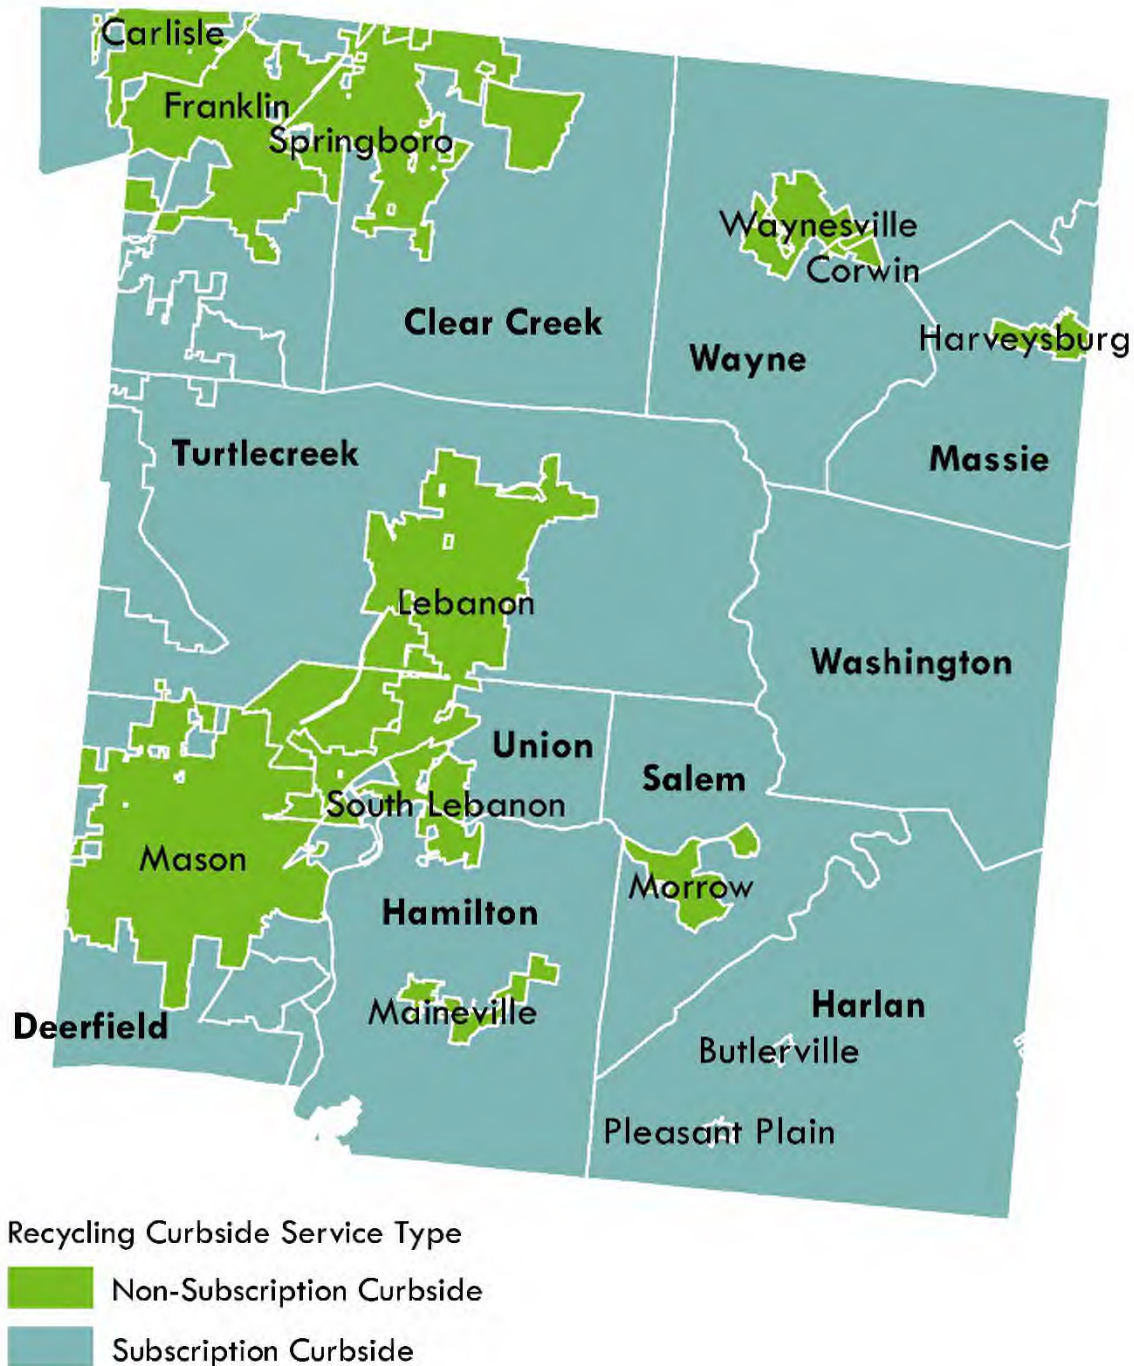 Carlisle
Franklin
Springboro
Waynesville
Corwin
Clear Creek
Harveysburg
Wayne
Turtlecreek
Massie
Lebanon
Washington
Union
Salem
South Lebanon
Mason
Morrow
Hamilton
Harlan
Maineville
Deerfield
Butlerville
Pleasant Plain
Recycling Curbside Service Type
Non-Subscription Curbside
Subscription Curbside